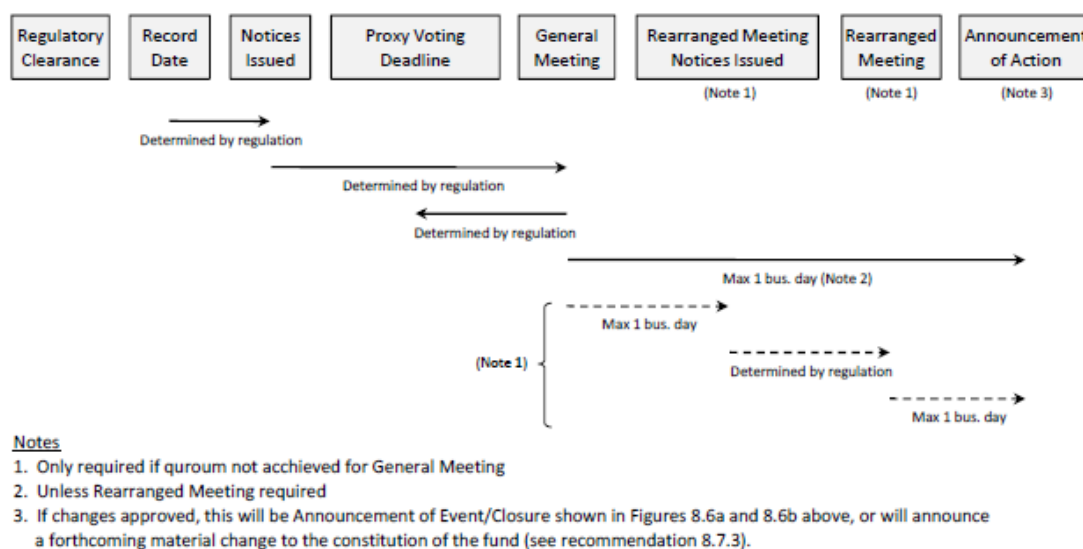 Regulatory Clearance
Record Date
Notices Issued
Proxy Voting Deadline
General Meeting
Rearranged Meeting Notices Issued
Rearranged Meeting
Announcement of Action
(Note 1)
(Note 1)
(Note 3)
Determined by regulation
Determined by regulation
Determined by regulation
Max 1 bus. day (Note 2)
Max 1 bus. day
(Note 1)
Determined by regulation
Max 1 bus. day
Notes
1. Only required if quroum not acchieved for General Meeting
2. Unless Rearranged Meeting required
3. If changes approved, this will be Announcement of Event/Closure shown in Figures 8.6a and 8.6b above, or will announce
a forthcoming material change to the constitution of the fund (see recommendation 8.7.3).